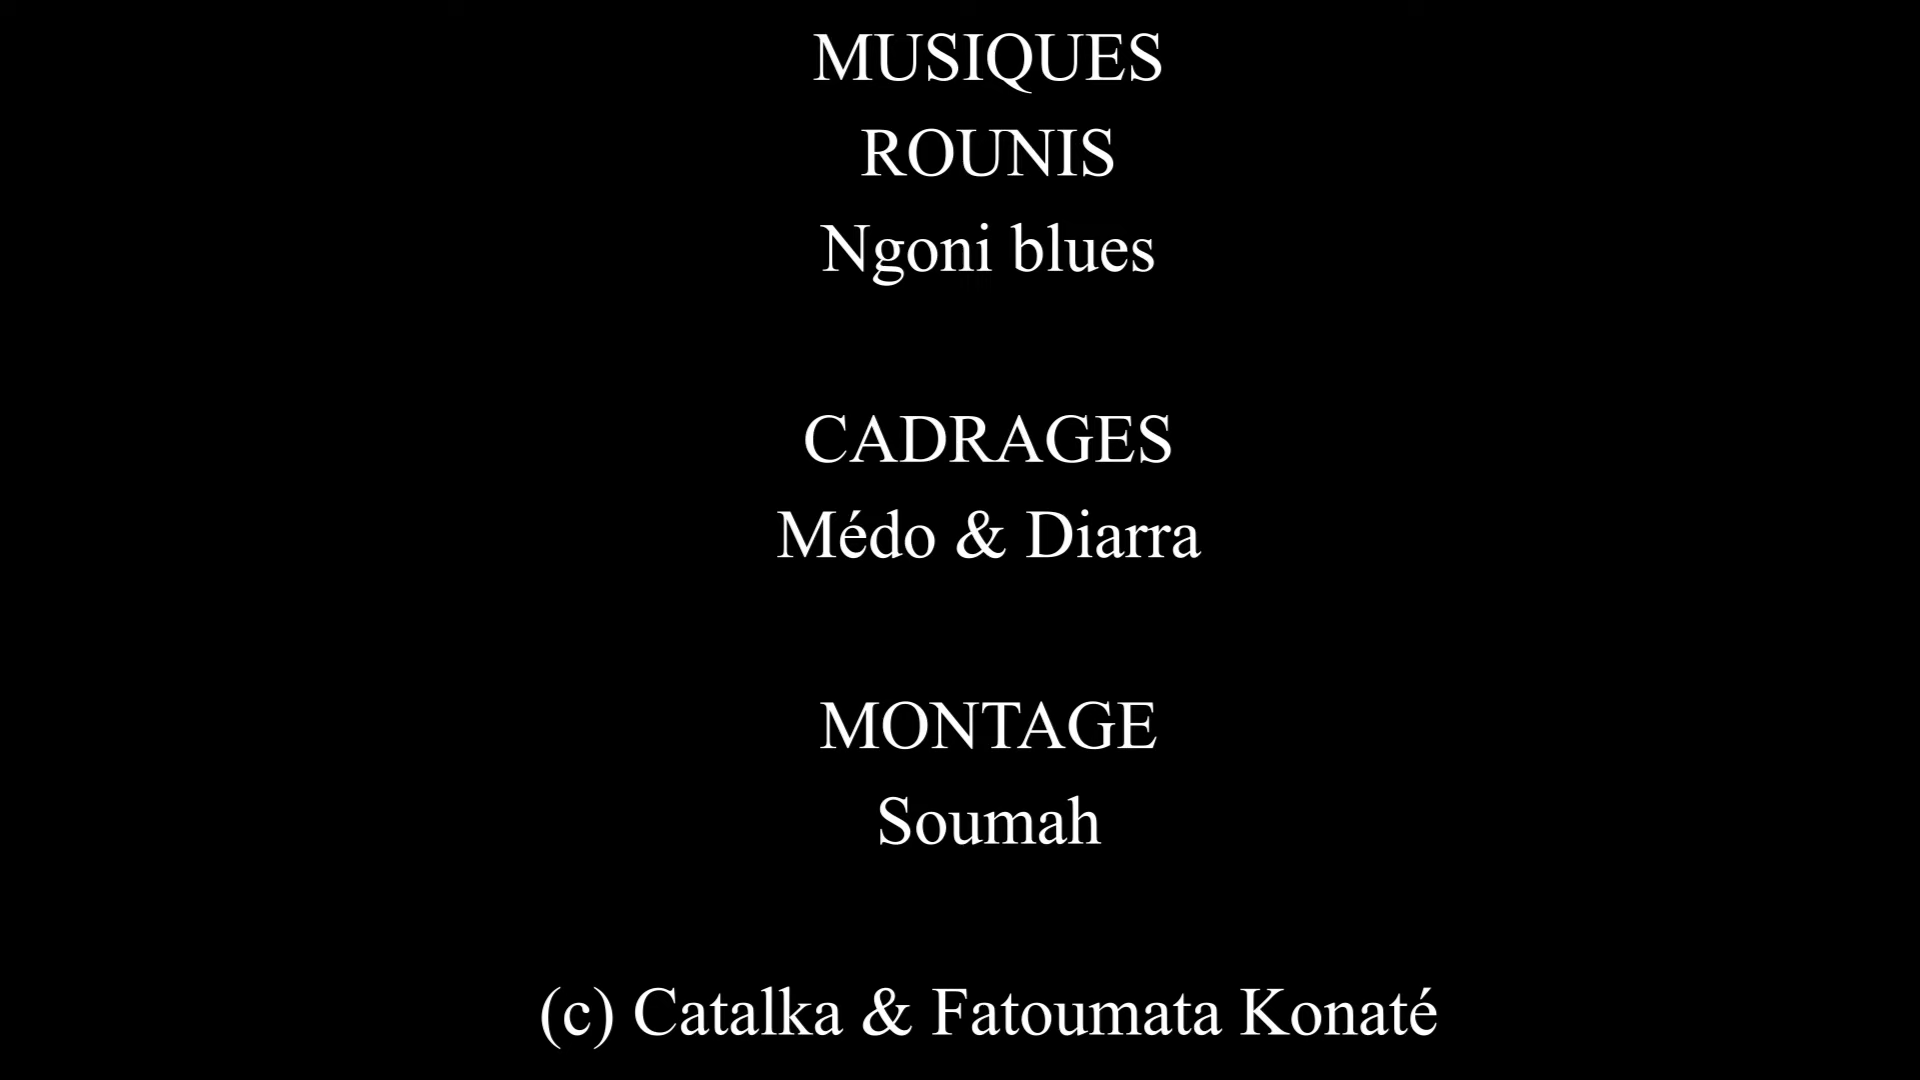 MUSIQUES
ROUNIS
Ngoni blues
CADRAGES
Médo & Diarra
MONTAGE
Soumah
(c) Catalka & Fatoumata Konaté